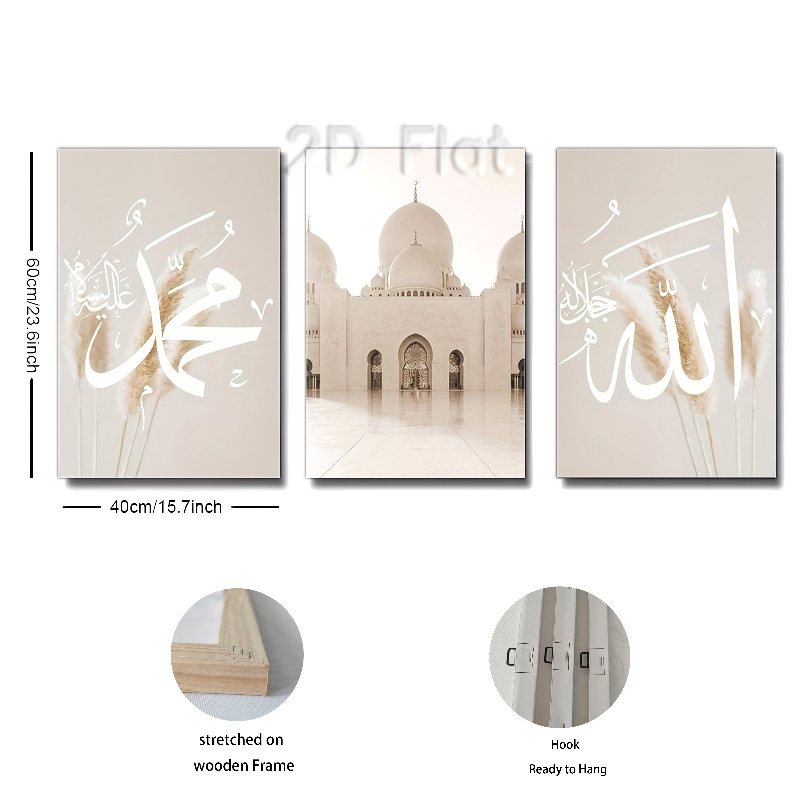 2D Flat
محمد
عليه السلام
الله
جل جلاله
60cm/23.6inch
40cm/15.7inch
stretched on
wooden Frame
Hook
Ready to Hang